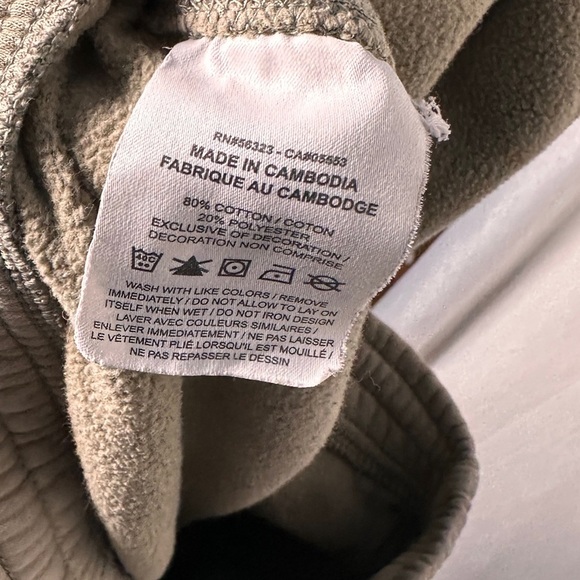 RN#56323 - CA#05553
MADE IN CAMBODIA
FABRIQUE AU CAMBODGE
80% COTTON / COTON
20% POLYESTER
EXCLUSIVE OF DECORATION /
DECORATION NON COMPRISE
40C
WASH WITH LIKE COLORS / REMOVE
IMMEDIATELY / DO NOT ALLOW TO LAY ON
ITSELF WHEN WET / DO NOT IRON DESIGN
LAVER AVEC COULEURS SIMILAIRES /
ENLEVER IMMEDIATEMENT / NE PAS LAISSER
LE VÊTEMENT PLIÉ LORSQU'IL EST MOUILLÉ /
NE PAS REPASSER LE DESSIN